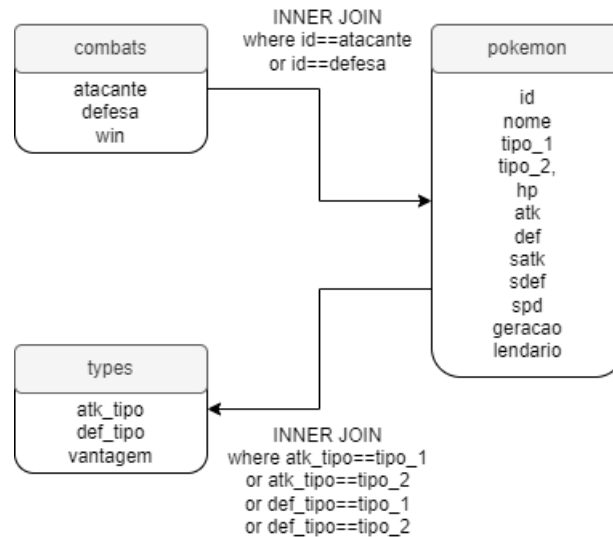 INNER JOIN
where id==atacante
or id==defesa
combats
atacante
defesa
win
pokemon
id
nome
tipo_1
tipo_2,
hp
atk
def
satk
sdef
spd
geracao
lendario
types
atk_tipo
def_tipo
vantagem
INNER JOIN
where atk_tipo==tipo_1
or atk_tipo==tipo_2
or def_tipo==tipo_1
or def_tipo==tipo_2